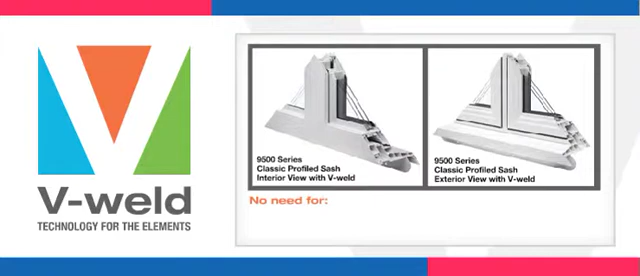 V-weld
TECHNOLOGY FOR THE ELEMENTS
9500 Series
Classic Profiled Sash
Interior View with V-weld
9500 Series
Classic Profiled Sash
Exterior View with V-weld
No need for: